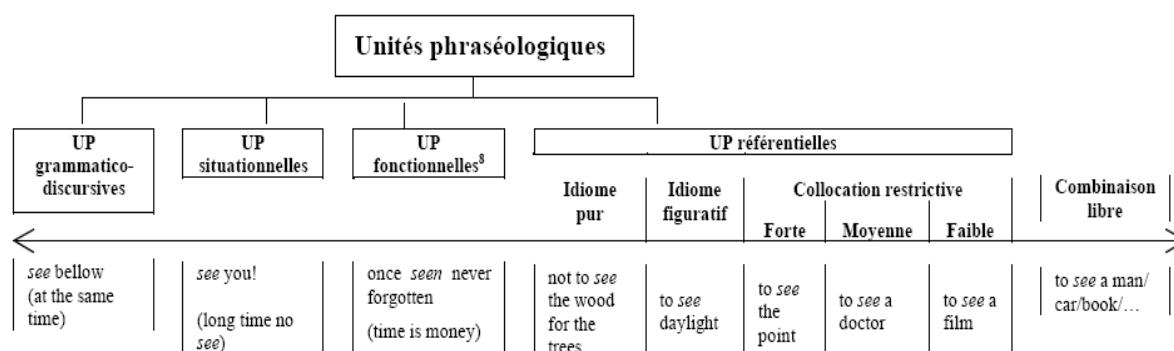 Unités phraséologiques
UP
grammatico-
discursives
UP
situationnelles
UP
fonctionnelles⁸
UP référentielles
Idiome
pur
Idiome
figuratif
Collocation restrictive
Forte
Moyenne
Faible
Combinaison
libre
see bellow
(at the same
time)
see you!
(long time no
see)
once seen never
forgotten
(time is money)
not to see
the wood
for the
trees
to see
daylight
to see
the
point
to see a
doctor
to see a
film
to see a man/
car/book/…